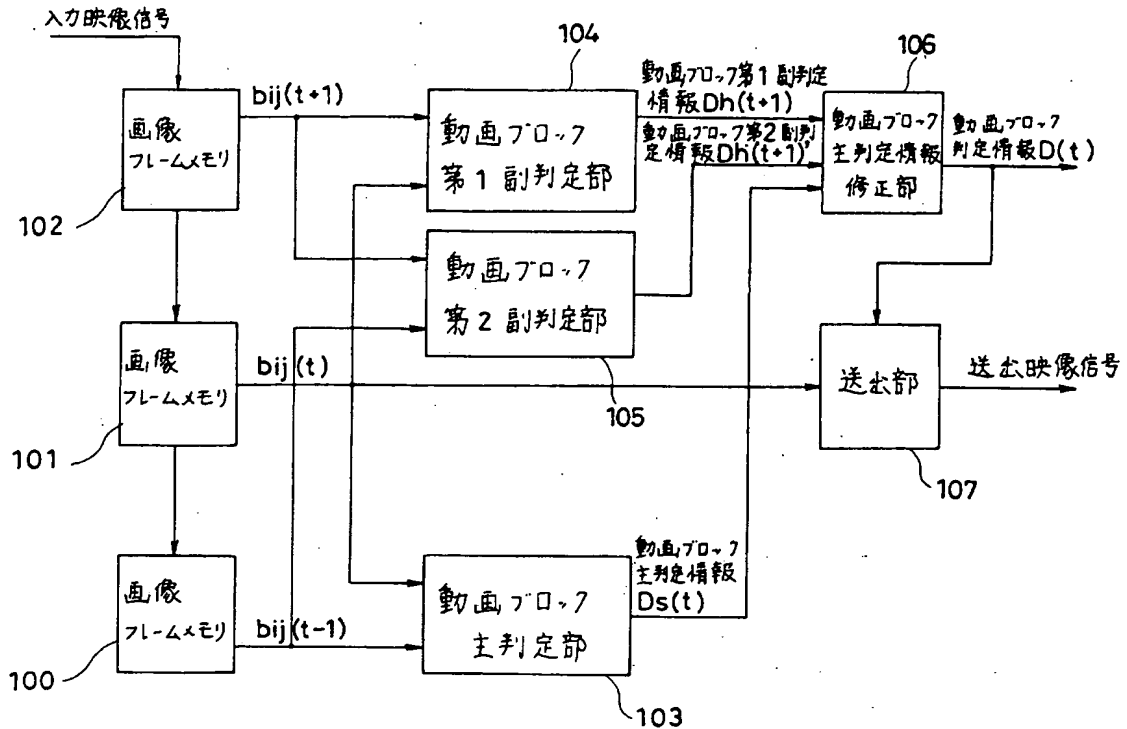 入力映像信号
102
画像
フレームメモリ
bij(t+1)
104
動画ブロック
第1副判定部
動画ブロック第1副判定
情報Dh(t+1)
動画ブロック第2副判
定情報Dh(t+1)'
106
動画ブロック
主判定情報
修正部
動画ブロック
判定情報D(t)
動画ブロック
第2副判定部
105
101
画像
フレームメモリ
bij(t)
送出部
107
送出映像信号
100
画像
フレームメモリ
bij(t-1)
動画ブロック
主判定部
103
動画ブロック
主判定情報
Ds(t)